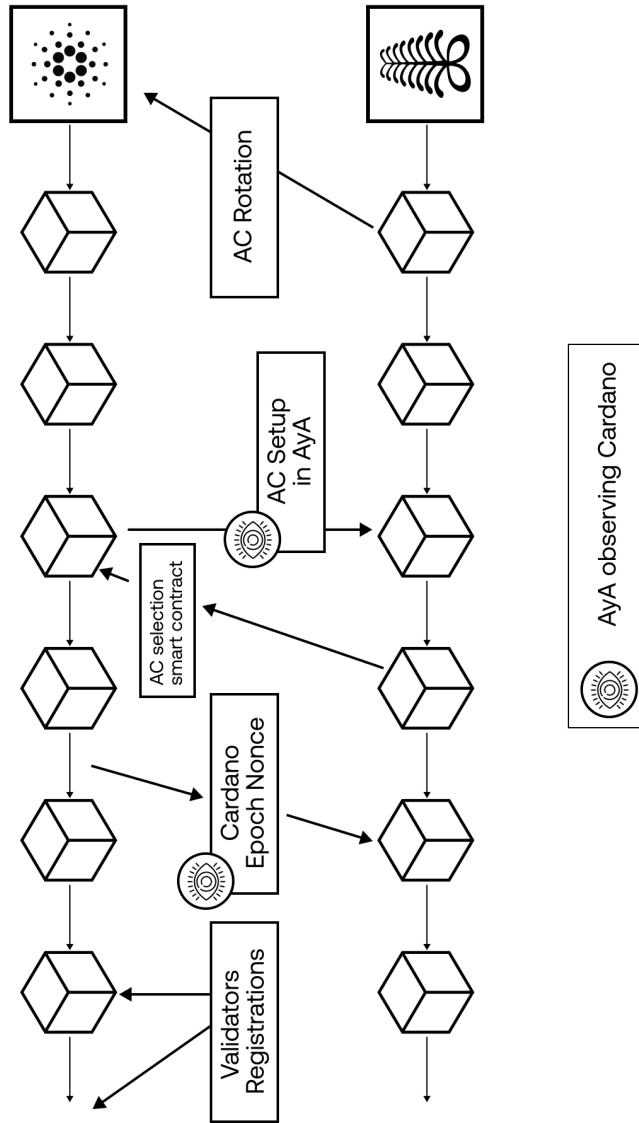 Validators
Registrations
Cardano
Epoch Nonce
AC selection
smart contract
AC Setup
in AyA
AC Rotation
AyA observing Cardano